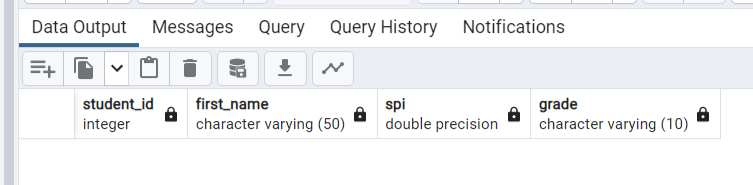 Data Output Messages Query Query History Notifications
student_id first_name spi grade
integer character varying (50) double precision character varying (10)